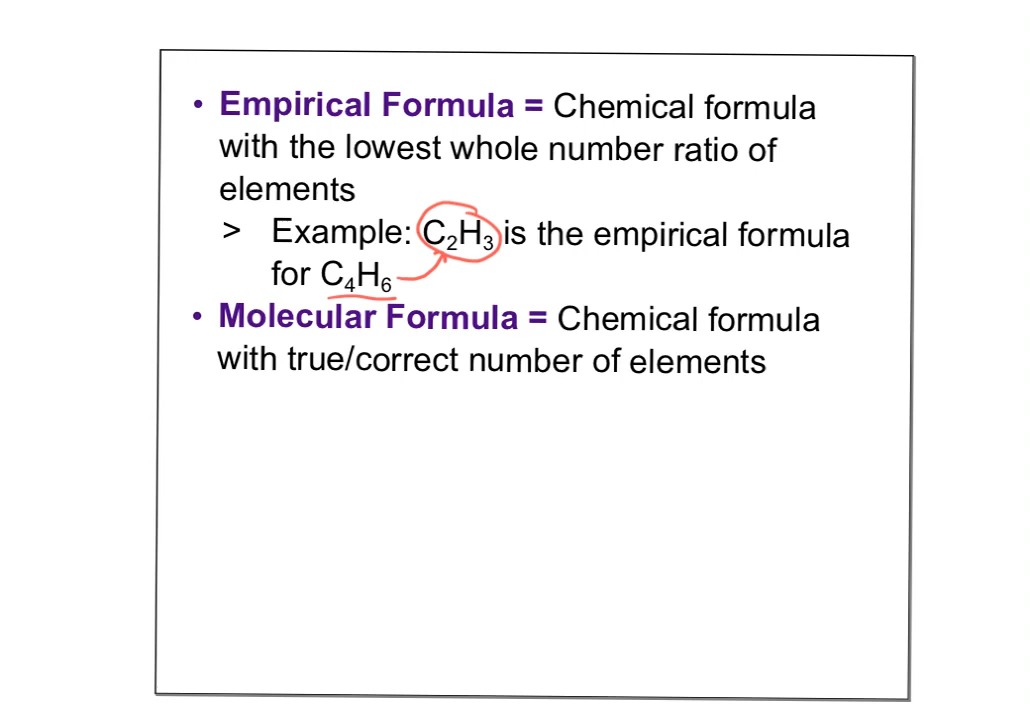 • Empirical Formula = Chemical formula
with the lowest whole number ratio of
elements
> Example: C₂H₃ is the empirical formula
for C₄H₆
• Molecular Formula = Chemical formula
with true/correct number of elements